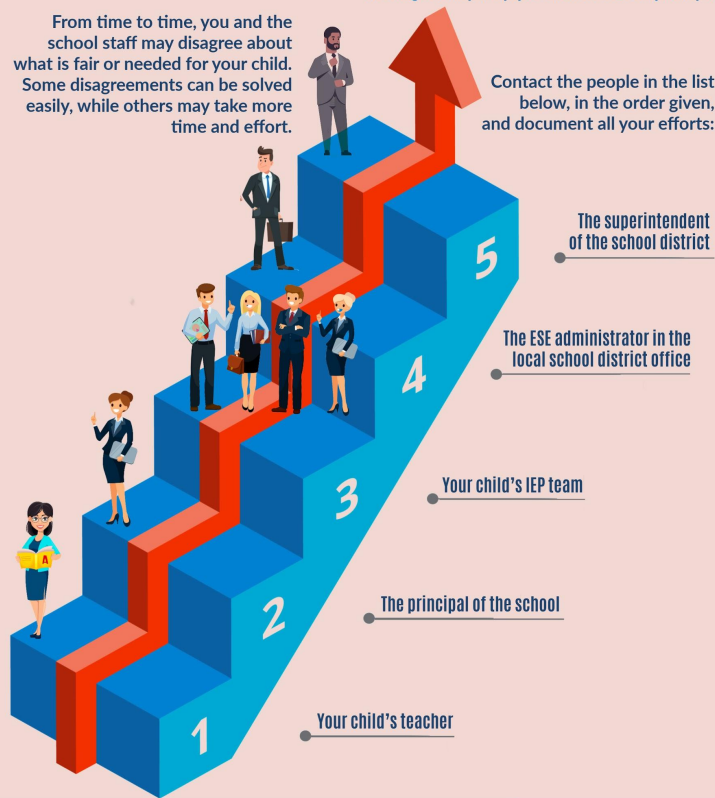 From time to time, you and the
school staff may disagree about
what is fair or needed for your child.
Some disagreements can be solved
easily, while others may take more
time and effort.
Contact the people in the list
below, in the order given,
and document all your efforts:
5
The superintendent
of the school district
4
The ESE administrator in the
local school district office
3
Your child's IEP team
2
The principal of the school
1
Your child's teacher
A